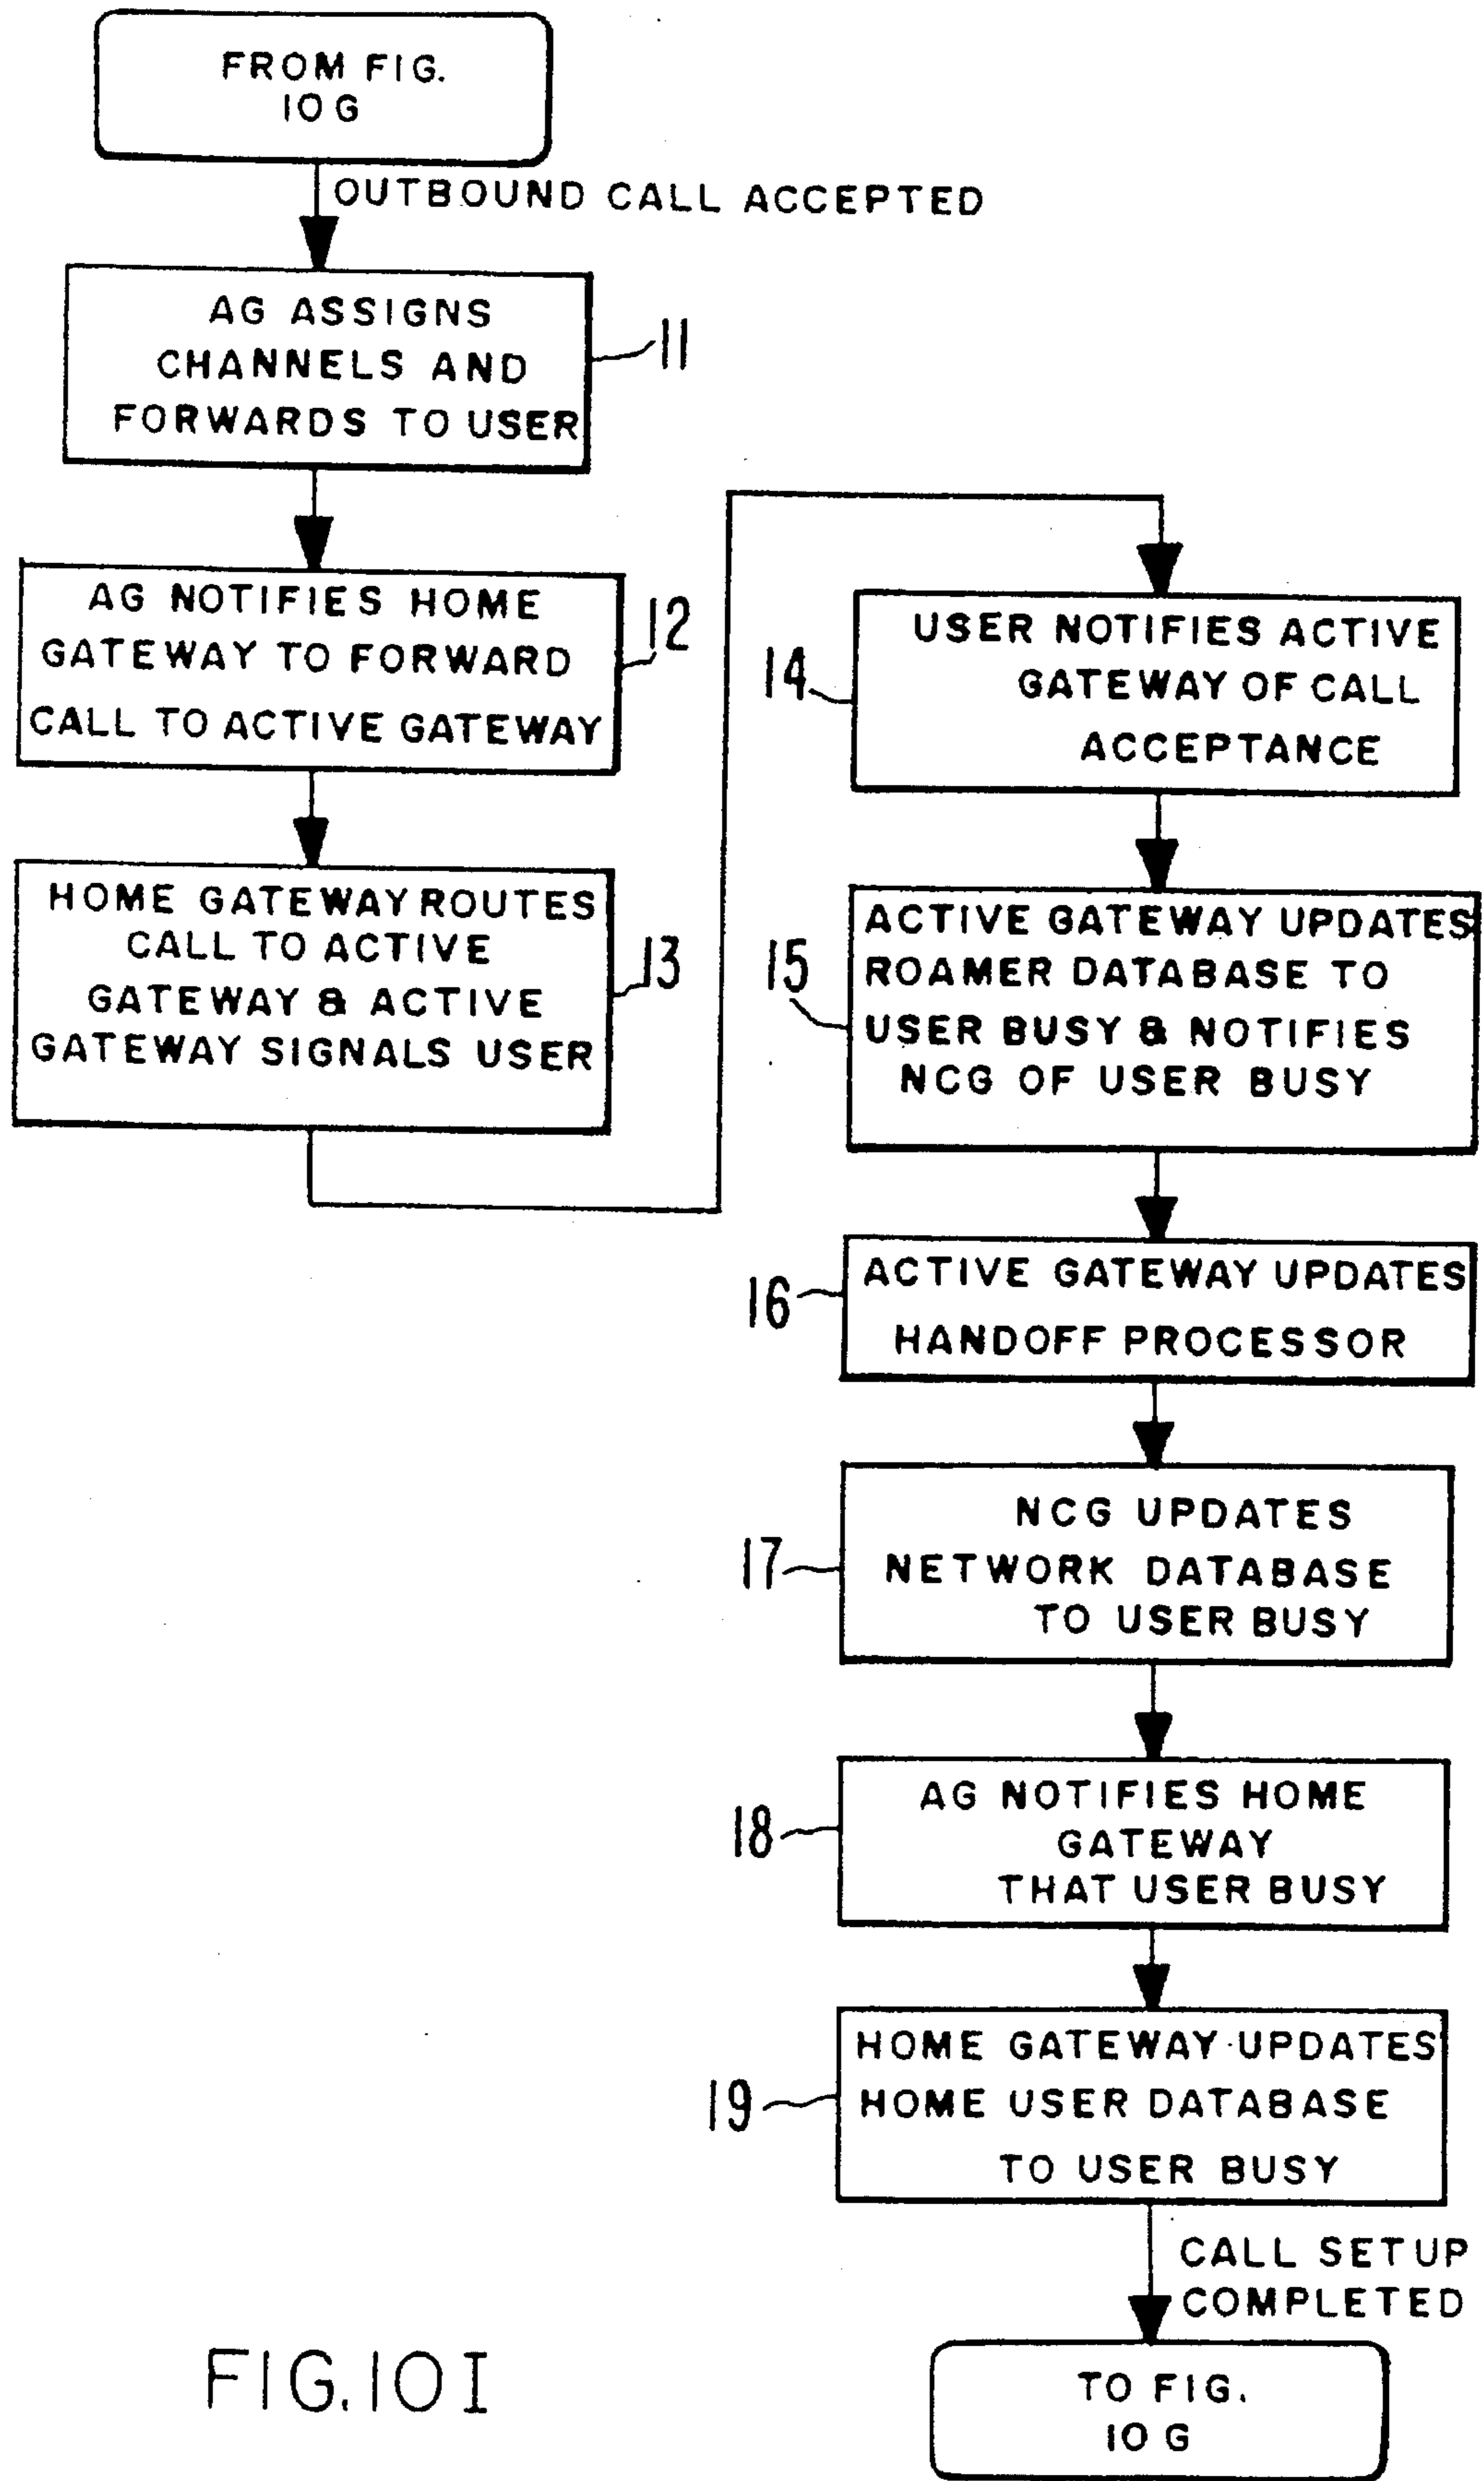 FROM FIG.
10 G
OUTBOUND CALL ACCEPTED
AG ASSIGNS
CHANNELS AND
FORWARDS TO USER
11
AG NOTIFIES HOME
GATEWAY TO FORWARD
CALL TO ACTIVE GATEWAY
12
HOME GATEWAY ROUTES
CALL TO ACTIVE
GATEWAY & ACTIVE
GATEWAY SIGNALS USER
13
USER NOTIFIES ACTIVE
GATEWAY OF CALL
ACCEPTANCE
14
ACTIVE GATEWAY UPDATES
ROAMER DATABASE TO
USER BUSY & NOTIFIES
NCG OF USER BUSY
15
ACTIVE GATEWAY UPDATES
HANDOFF PROCESSOR
16
NCG UPDATES
NETWORK DATABASE
TO USER BUSY
17
AG NOTIFIES HOME
GATEWAY
THAT USER BUSY
18
HOME GATEWAY UPDATES
HOME USER DATABASE
TO USER BUSY
19
CALL SETUP
COMPLETED
TO FIG.
10 G
FIG. 10 I